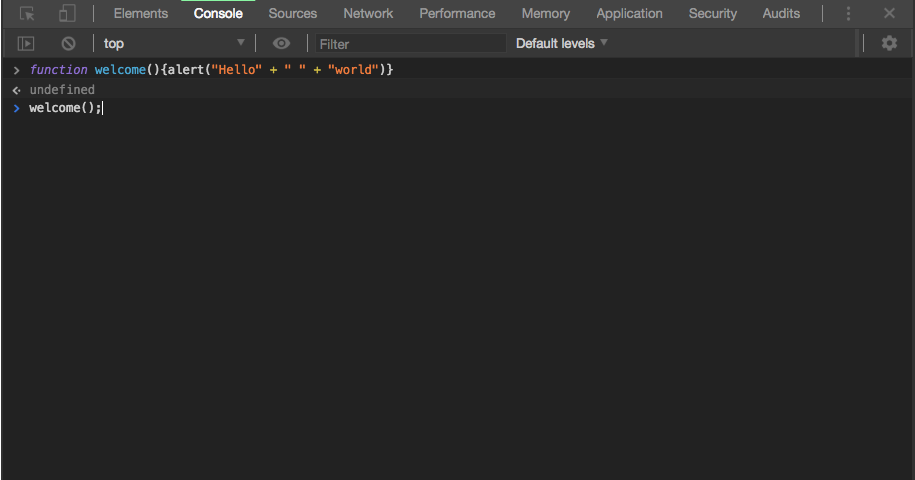 Elements Console Sources Network Performance Memory Application Security Audits
top Filter Default levels
function welcome(){alert("Hello" + " " + "world")}
undefined
welcome();